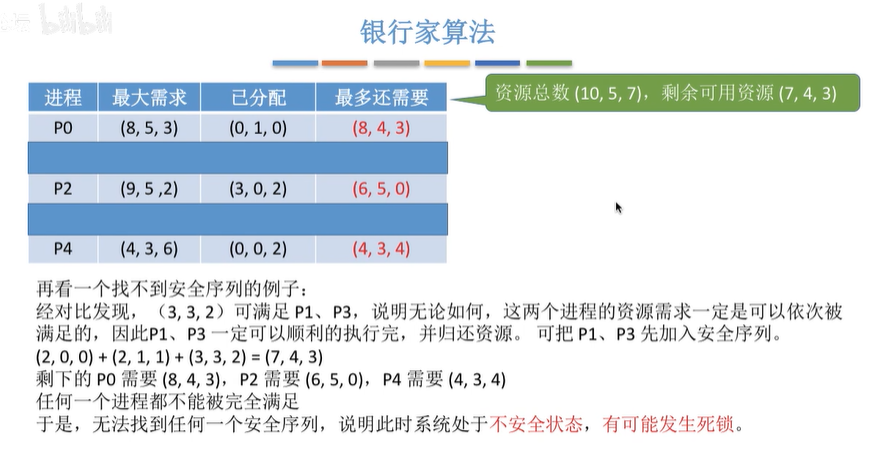 bilibili
银行家算法
进程 最大需求 已分配 最多还需要
资源总数 (10, 5, 7)，剩余可用资源 (7, 4, 3)
P0 (8, 5, 3) (0, 1, 0) (8, 4, 3)
P2 (9, 5 ,2) (3, 0, 2) (6, 5, 0)
P4 (4, 3, 6) (0, 0, 2) (4, 3, 4)
再看一个找不到安全序列的例子：
经对比发现，（3, 3, 2）可满足 P1、P3，说明无论如何，这两个进程的资源需求一定是可以依次被
满足的，因此P1、P3 一定可以顺利的执行完，并归还资源。 可把 P1、P3 先加入安全序列。
(2, 0, 0) + (2, 1, 1) + (3, 3, 2) = (7, 4, 3)
剩下的 P0 需要 (8, 4, 3)，P2 需要 (6, 5, 0)，P4 需要 (4, 3, 4)
任何一个进程都不能被完全满足
于是，无法找到任何一个安全序列，说明此时系统处于不安全状态，有可能发生死锁。